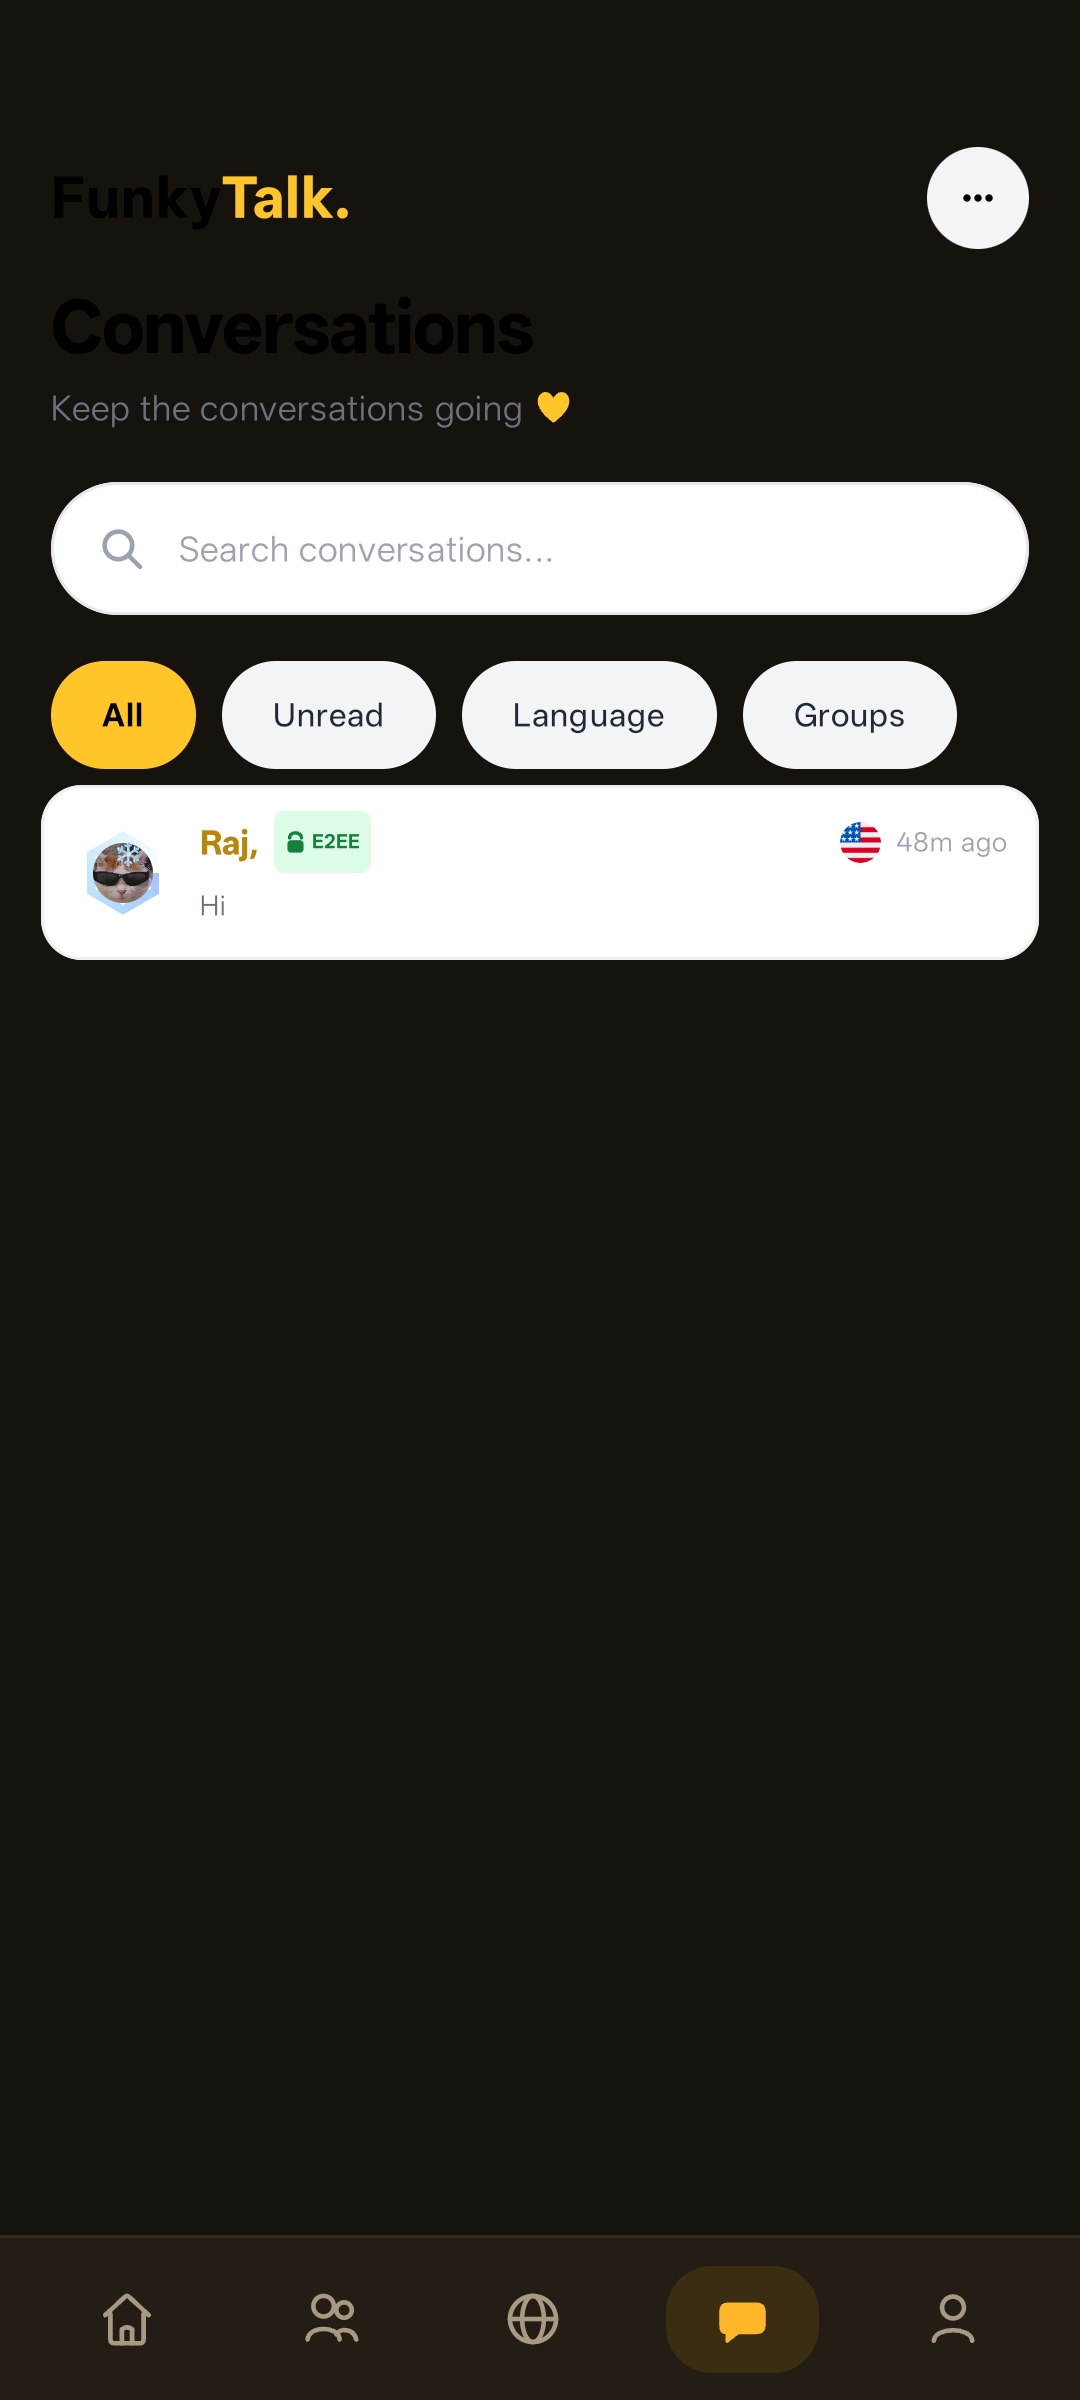 FunkyTalk.
Conversations
Keep the conversations going 💛
Search conversations...
All Unread Language Groups
Raj, E2EE 48m ago
Hi